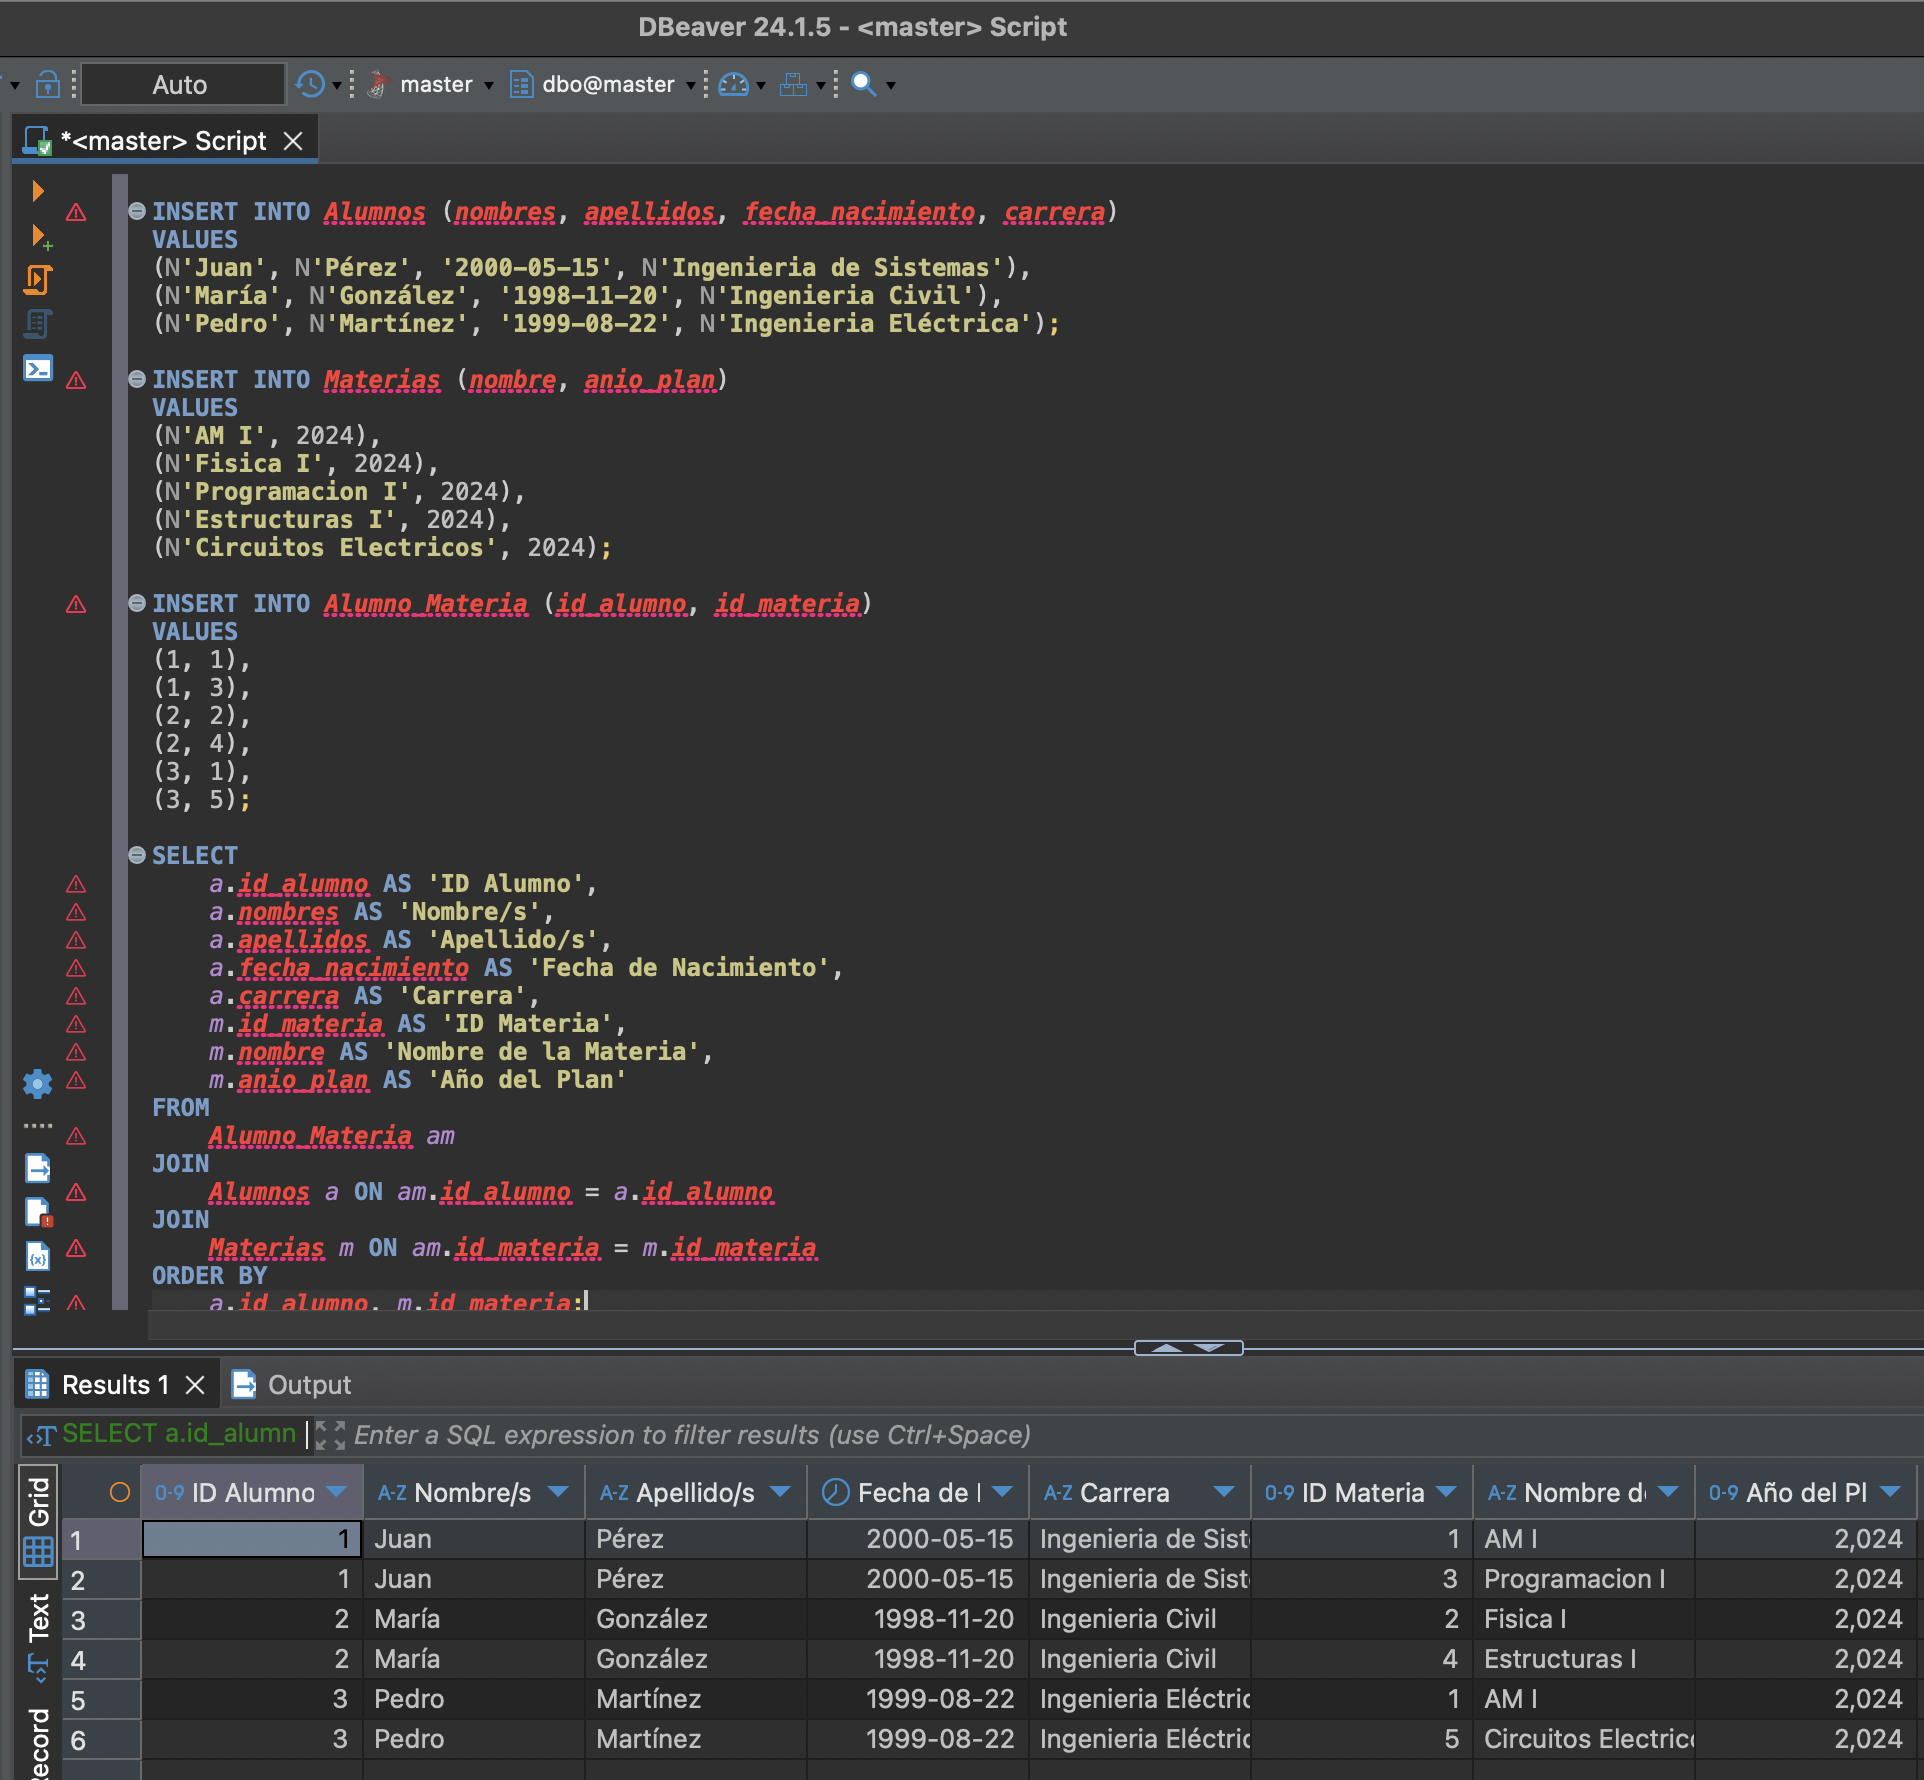 DBeaver 24.1.5 - <master> Script
Auto master dbo@master
*<master> Script
INSERT INTO Alumnos (nombres, apellidos, fecha_nacimiento, carrera)
VALUES
(N'Juan', N'Pérez', '2000-05-15', N'Ingenieria de Sistemas'),
(N'María', N'González', '1998-11-20', N'Ingenieria Civil'),
(N'Pedro', N'Martínez', '1999-08-22', N'Ingenieria Eléctrica');
INSERT INTO Materias (nombre, anio_plan)
VALUES
(N'AM I', 2024),
(N'Fisica I', 2024),
(N'Programacion I', 2024),
(N'Estructuras I', 2024),
(N'Circuitos Electricos', 2024);
INSERT INTO Alumno_Materia (id_alumno, id_materia)
VALUES
(1, 1),
(1, 3),
(2, 2),
(2, 4),
(3, 1),
(3, 5);
SELECT
a.id_alumno AS 'ID Alumno',
a.nombres AS 'Nombre/s',
a.apellidos AS 'Apellido/s',
a.fecha_nacimiento AS 'Fecha de Nacimiento',
a.carrera AS 'Carrera',
m.id_materia AS 'ID Materia',
m.nombre AS 'Nombre de la Materia',
m.anio_plan AS 'Año del Plan'
FROM
Alumno_Materia am
JOIN
Alumnos a ON am.id_alumno = a.id_alumno
JOIN
Materias m ON am.id_materia = m.id_materia
ORDER BY
a.id_alumno, m.id_materia;
Results 1 Output
SELECT a.id_alumn Enter a SQL expression to filter results (use Ctrl+Space)
Grid
Text
Record
0-9 ID Alumno A-Z Nombre/s A-Z Apellido/s Fecha de A-Z Carrera 0-9 ID Materia A-Z Nombre d 0-9 Año del Pl
1 1 Juan Pérez 2000-05-15 Ingenieria de Sist 1 AM I 2,024
2 1 Juan Pérez 2000-05-15 Ingenieria de Sist 3 Programacion I 2,024
3 2 María González 1998-11-20 Ingenieria Civil 2 Fisica I 2,024
4 2 María González 1998-11-20 Ingenieria Civil 4 Estructuras I 2,024
5 3 Pedro Martínez 1999-08-22 Ingenieria Eléctric 1 AM I 2,024
6 3 Pedro Martínez 1999-08-22 Ingenieria Eléctric 5 Circuitos Electric 2,024